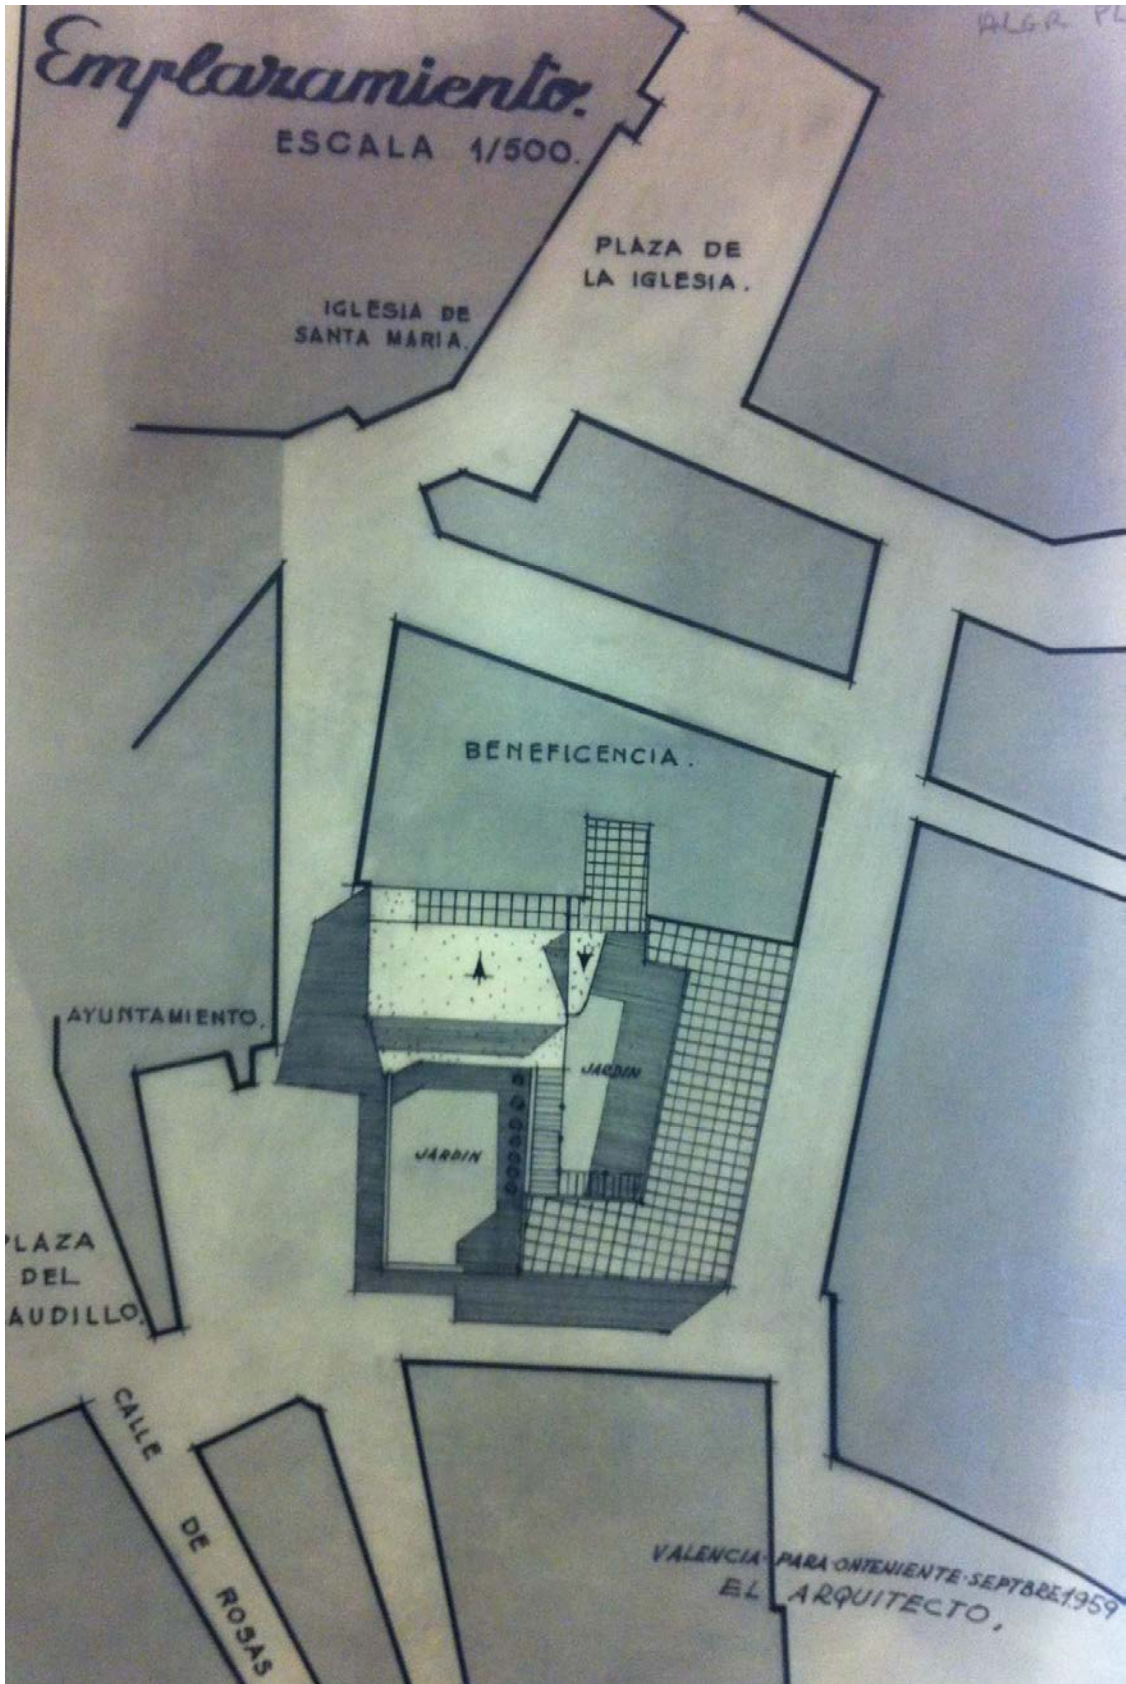 Emplazamiento.
ESCALA 1/500.
PLAZA DE
LA IGLESIA.
IGLESIA DE
SANTA MARIA.
BENEFICENCIA.
AYUNTAMIENTO.
JARDIN
JARDIN
LAZA
DEL
AUDILLO.
CALLE DE ROSAS
VALENCIA PARA ONTENIENTE·SEPTBRE 1959
EL ARQUITECTO,